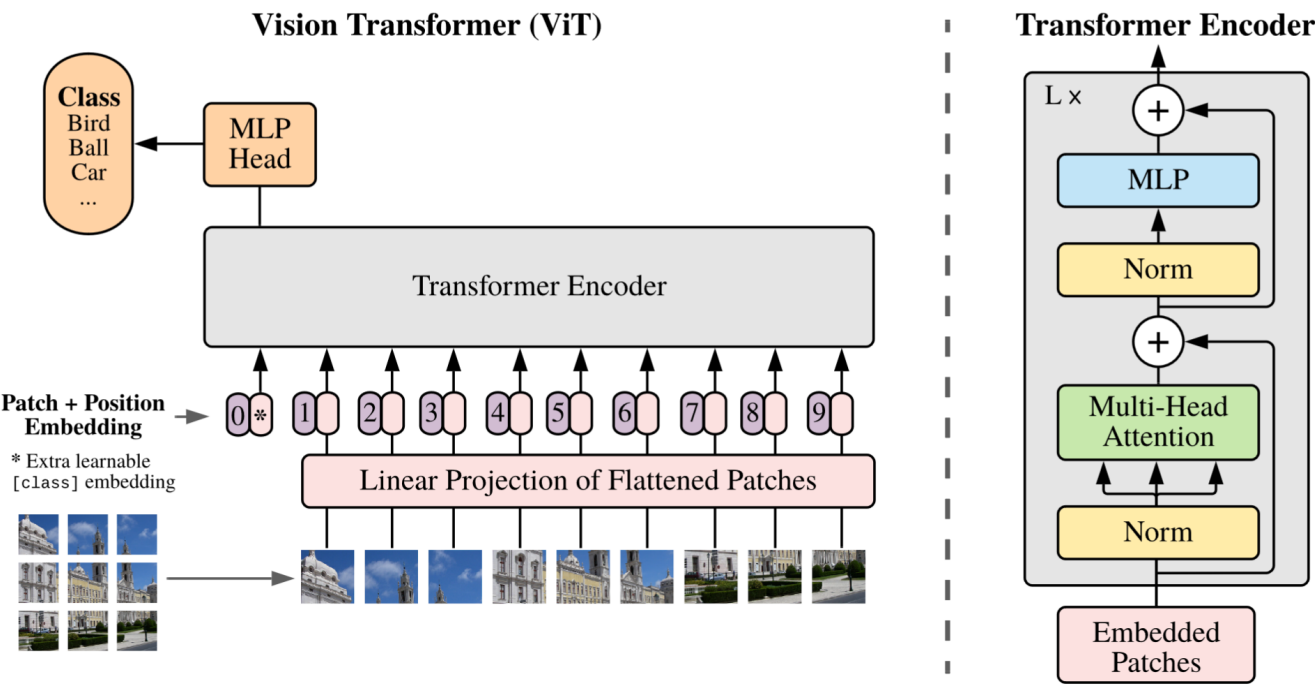 Vision Transformer (ViT)
Class
Bird
Ball
Car
...
MLP
Head
Transformer Encoder
Patch + Position
Embedding
* Extra learnable
[class] embedding
0 * 1 2 3 4 5 6 7 8 9
Linear Projection of Flattened Patches
Transformer Encoder
L ×
+
MLP
Norm
+
Multi-Head
Attention
Norm
Embedded
Patches